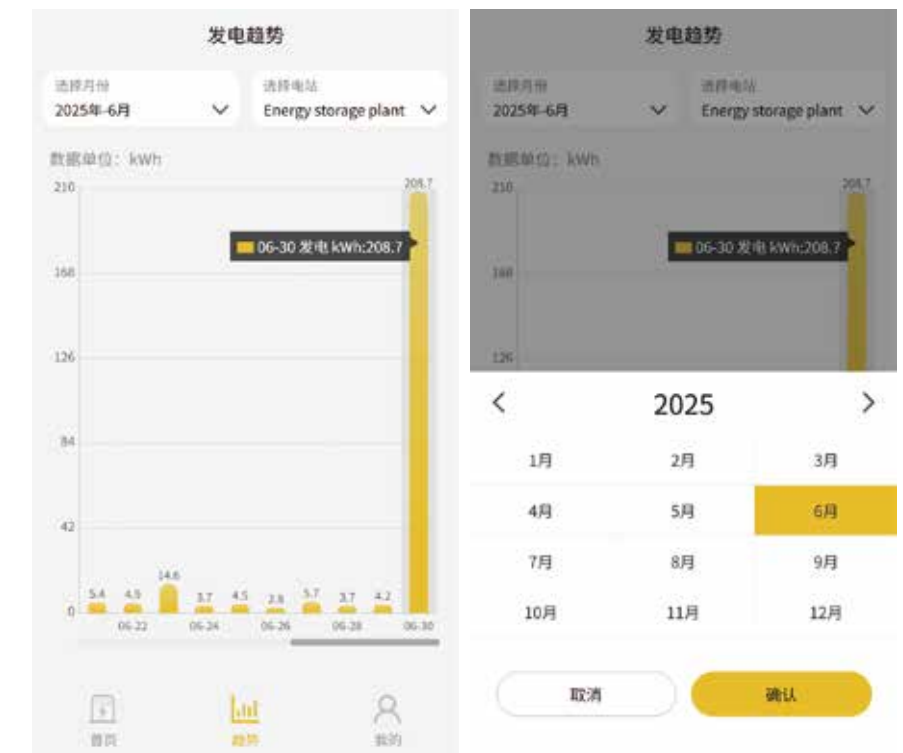 发电趋势
选择月份
2025年-6月
选择电站
Energy storage plant
数据单位：kWh
210
208.7
06-30 发电 kWh:208.7
168
126
84
42
14.6
5.4
4.9
3.7
4.5
2.8
5.7
3.7
4.2
0
06-22
06-24
06-26
06-28
06-30
首页
趋势
我的
发电趋势
选择月份
2025年-6月
选择电站
Energy storage plant
数据单位：kWh
210
208.7
06-30 发电 kWh:208.7
168
126
2025
1月
2月
3月
4月
5月
6月
7月
8月
9月
10月
11月
12月
取消
确认